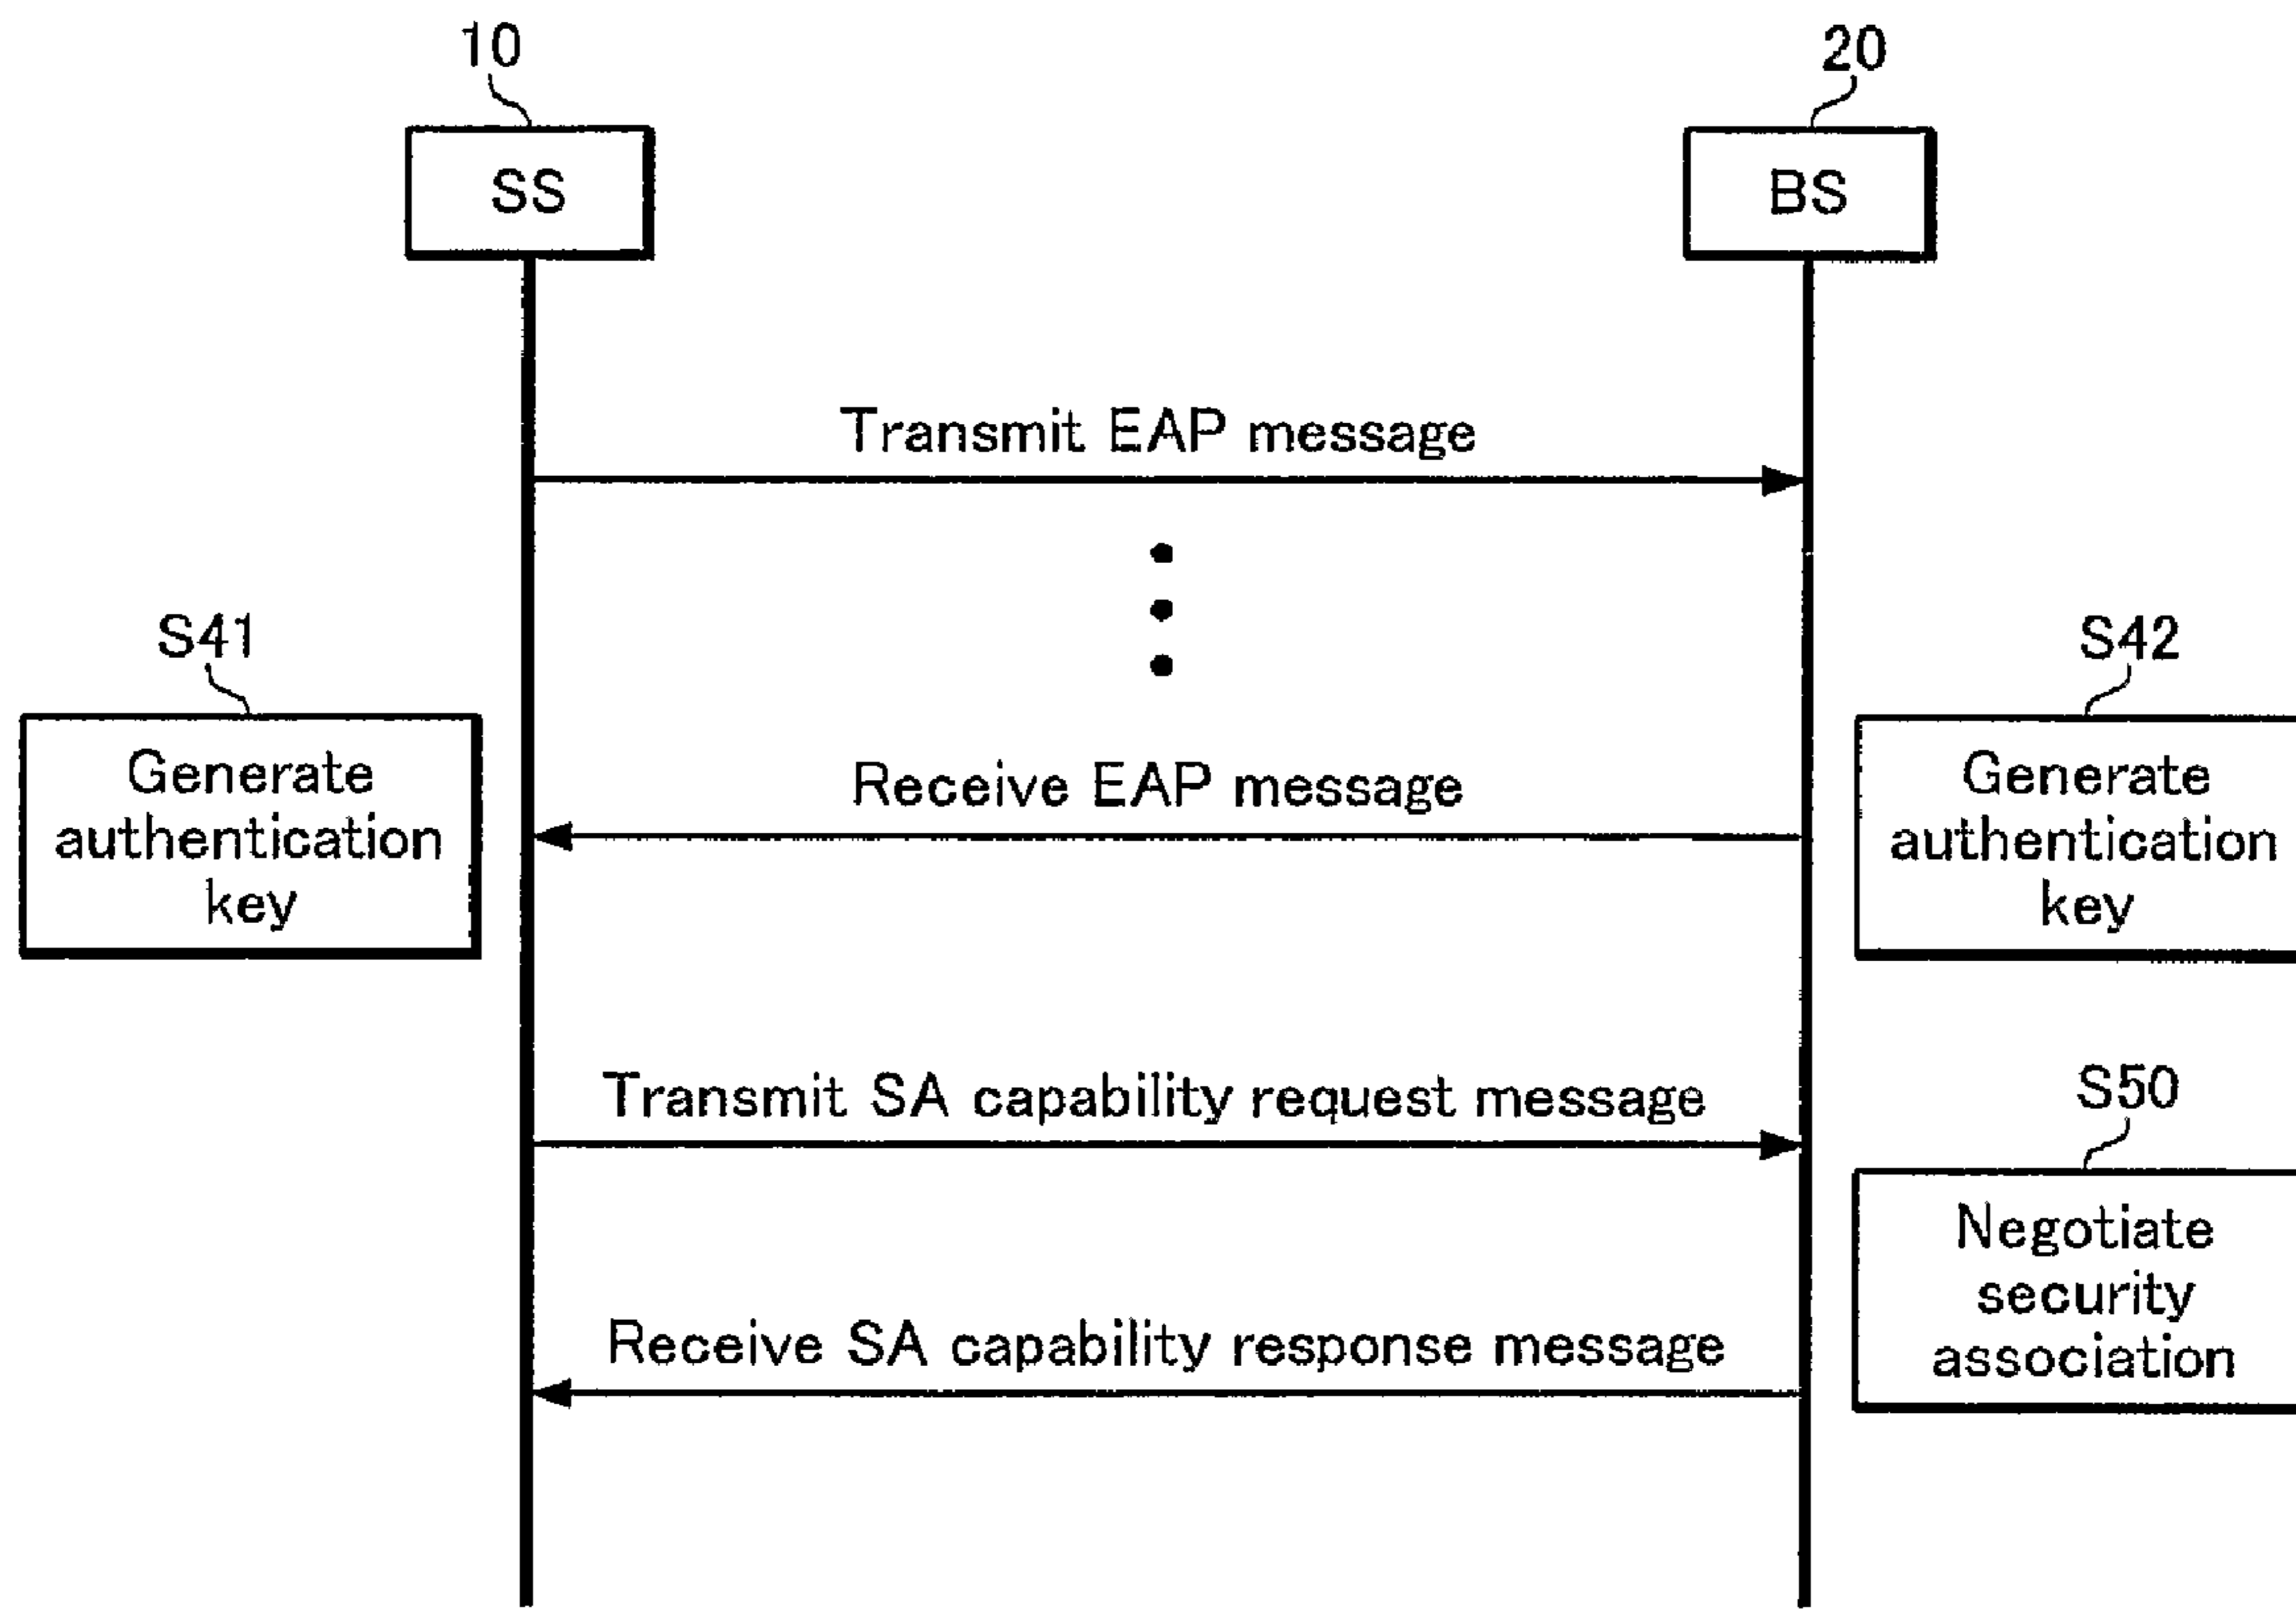 10
20
SS
BS
Transmit EAP message
S41
S42
Generate
authentication
key
Receive EAP message
Generate
authentication
key
Transmit SA capability request message
S50
Negotiate
security
association
Receive SA capability response message